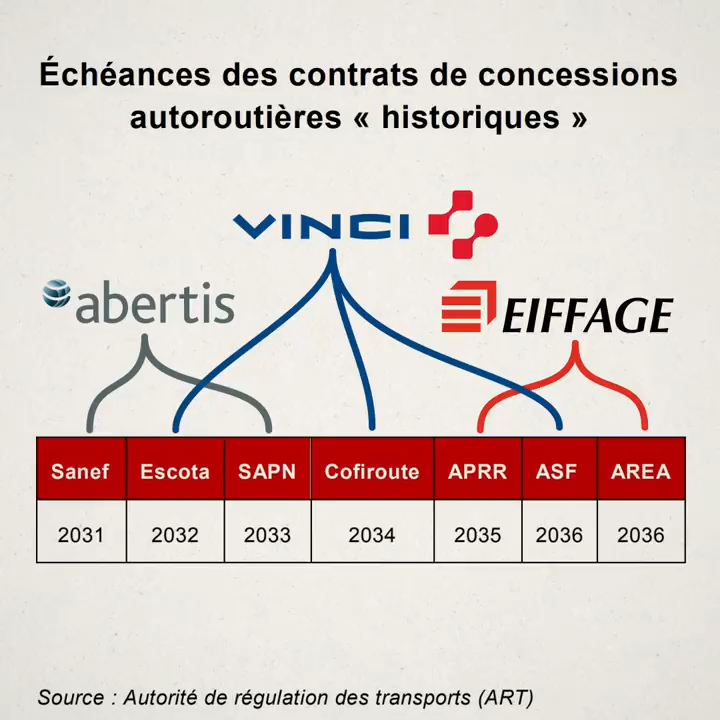 Échéances des contrats de concessions
autoroutières « historiques »
VINCI
abertis
EIFFAGE
Sanef Escota SAPN Cofiroute APRR ASF AREA
2031 2032 2033 2034 2035 2036 2036
Source : Autorité de régulation des transports (ART)